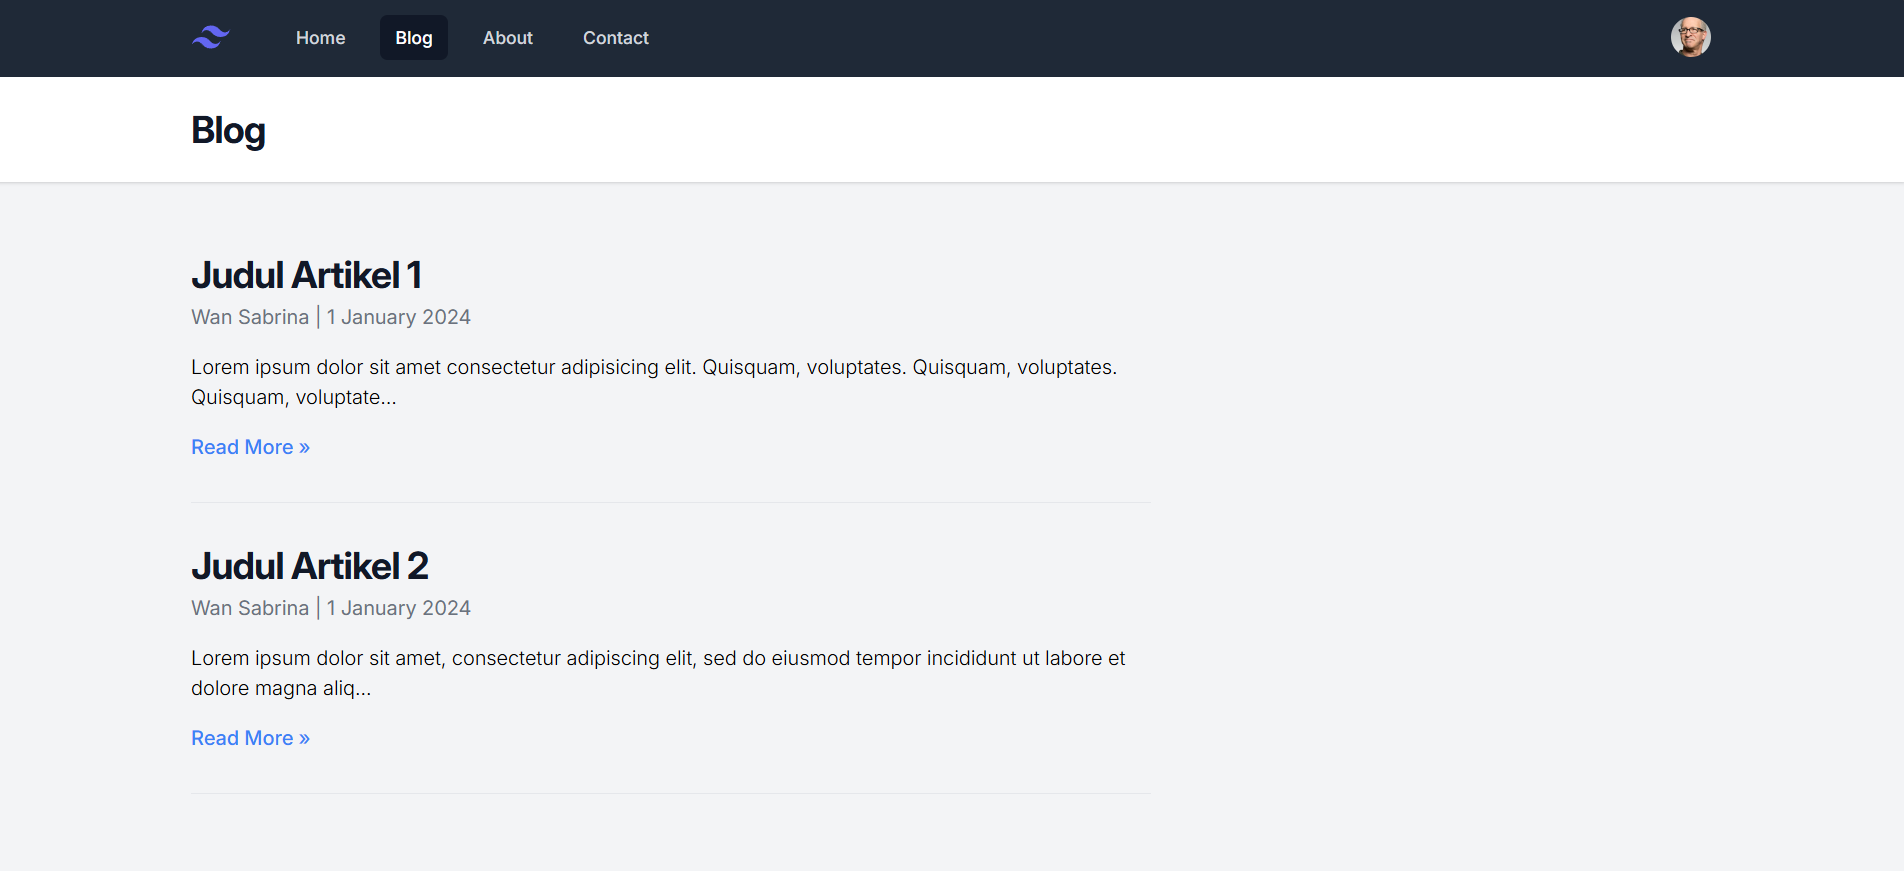 Home Blog About Contact
Blog
Judul Artikel 1
Wan Sabrina | 1 January 2024
Lorem ipsum dolor sit amet consectetur adipisicing elit. Quisquam, voluptates. Quisquam, voluptates.
Quisquam, voluptate...
Read More »
Judul Artikel 2
Wan Sabrina | 1 January 2024
Lorem ipsum dolor sit amet, consectetur adipiscing elit, sed do eiusmod tempor incididunt ut labore et
dolore magna aliq...
Read More »